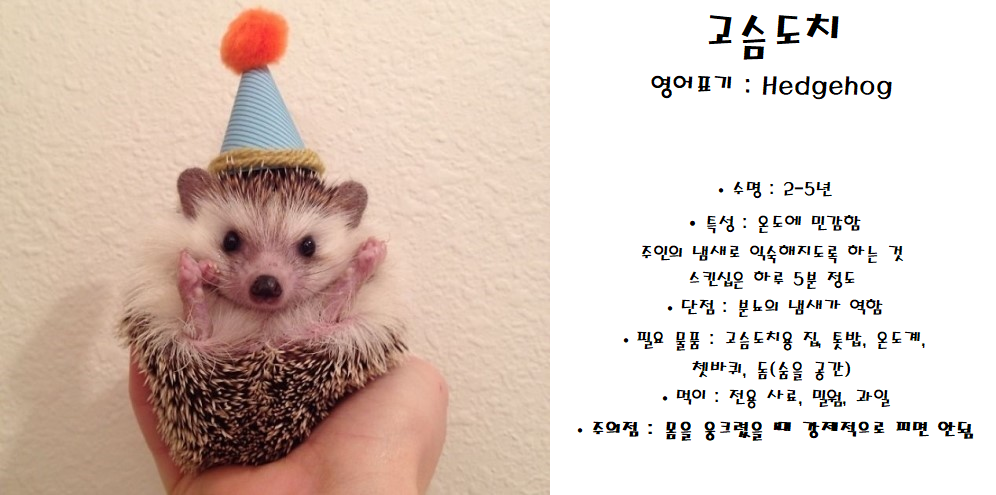 고슴도치
영어표기 : Hedgehog
• 수명 : 2-5년
• 특성 : 온도에 민감함
주인의 냄새로 익숙해지도록 하는 것
스킨십은 하루 5분 정도
• 단점 : 분뇨의 냄새가 역함
• 필요 물품 : 고슴도치용 집, 톳밥, 온도계,
쳇바퀴, 돔(숨을 공간)
• 먹이 : 전용 사료, 밀웜, 과일
• 주의점 : 몸을 웅크렸을 때 강제적으로 피면 안됨